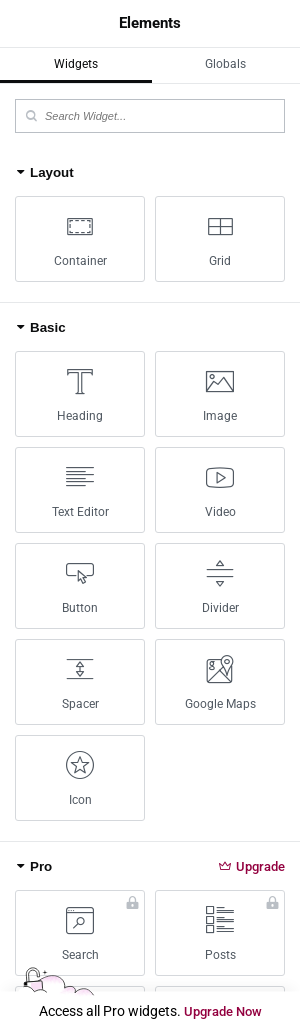 Elements
Widgets Globals
Search Widget...
Layout
Container Grid
Basic
Heading Image
Text Editor Video
Button Divider
Spacer Google Maps
Icon
Pro Upgrade
Search Posts
Access all Pro widgets. Upgrade Now